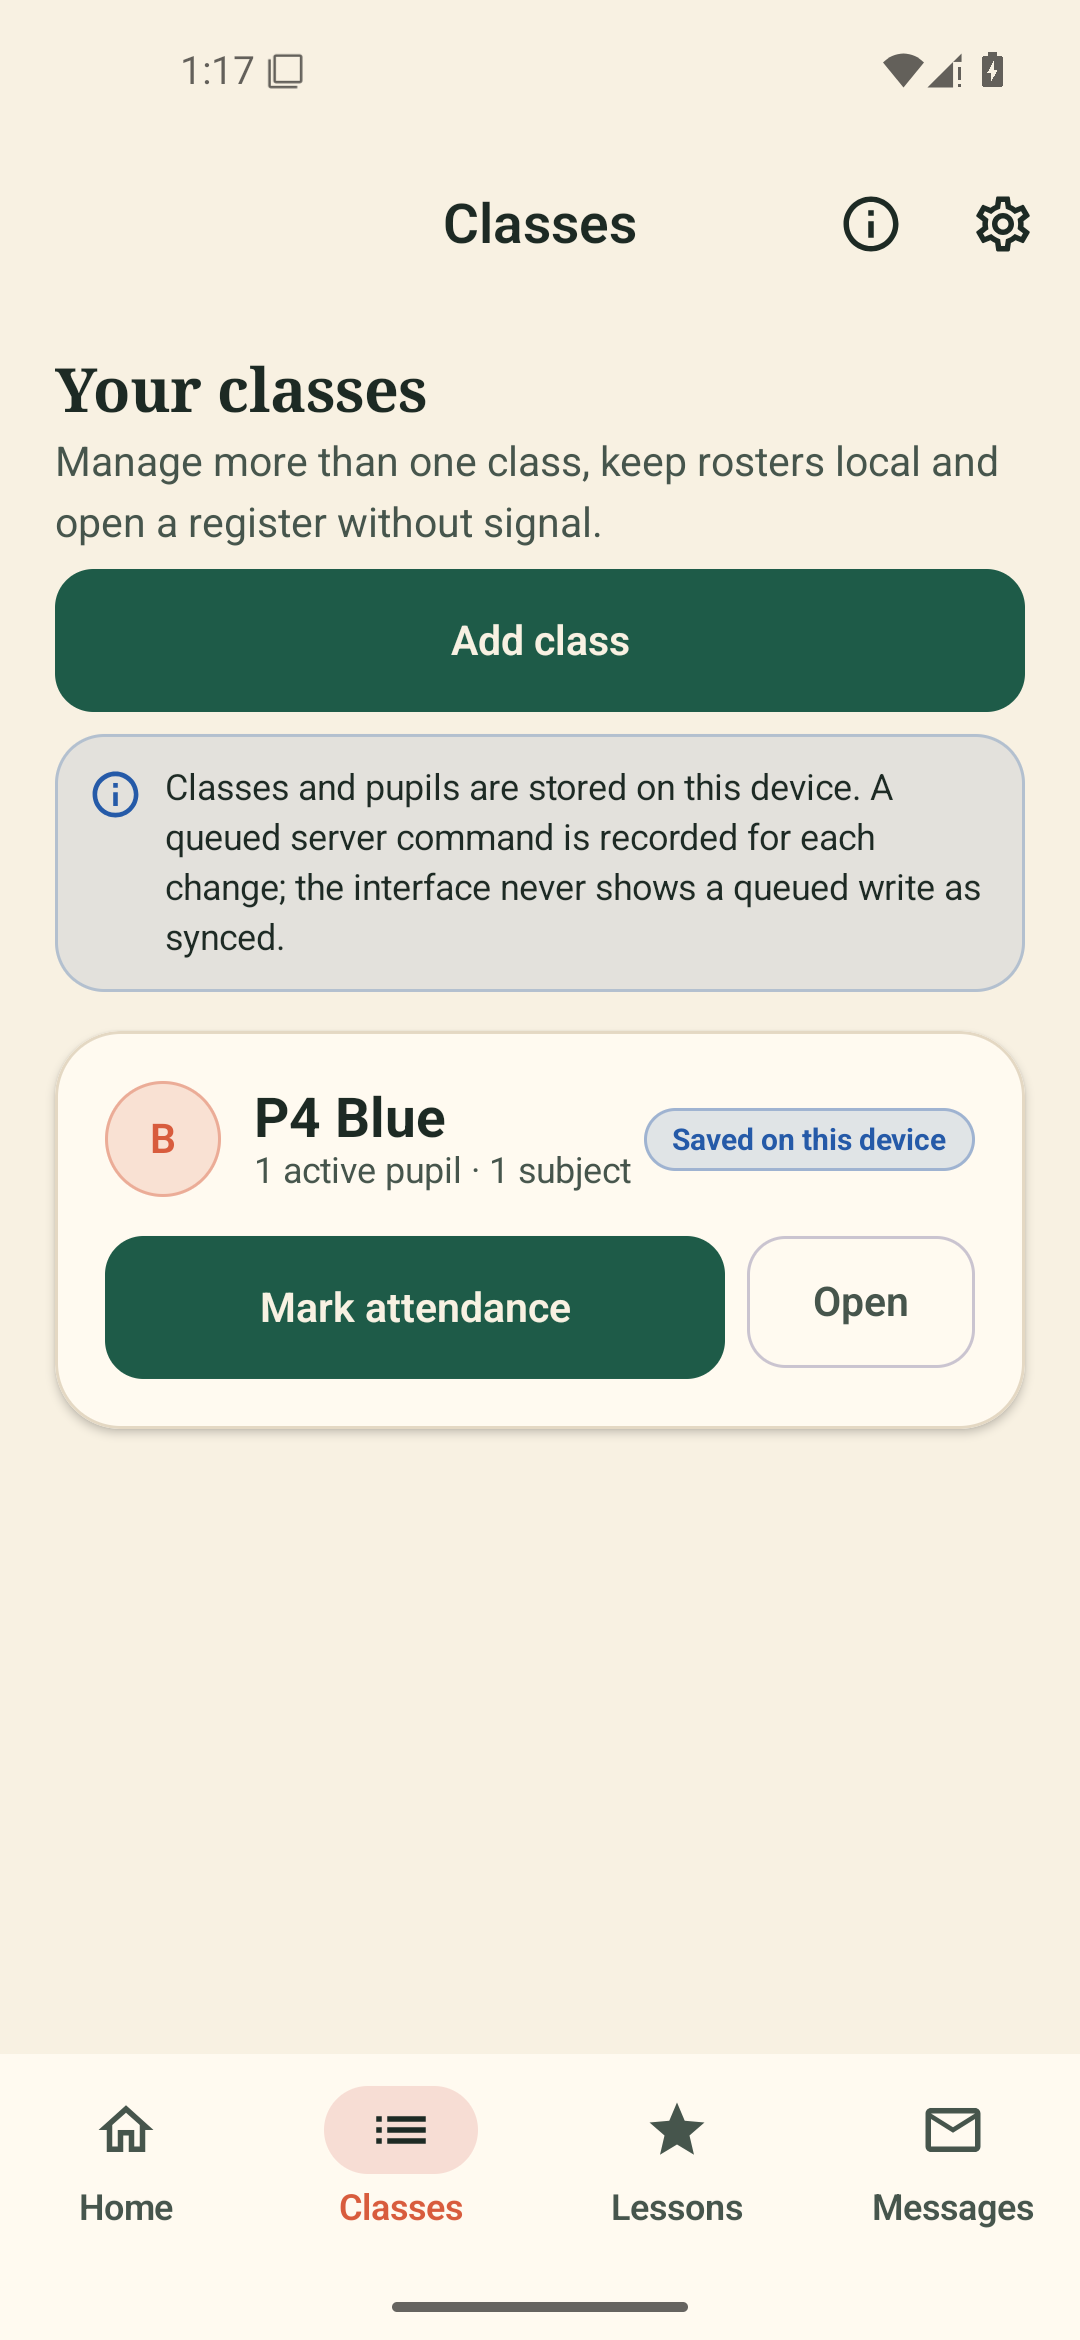 1:17
Classes
Your classes
Manage more than one class, keep rosters local and
open a register without signal.
Add class
Classes and pupils are stored on this device. A
queued server command is recorded for each
change; the interface never shows a queued write as
synced.
B
P4 Blue
1 active pupil · 1 subject
Saved on this device
Mark attendance
Open
Home
Classes
Lessons
Messages